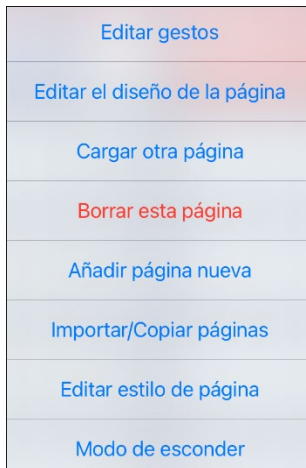 Editar gestos
Editar el diseño de la página
Cargar otra página
Borrar esta página
Añadir página nueva
Importar/Copiar páginas
Editar estilo de página
Modo de esconder